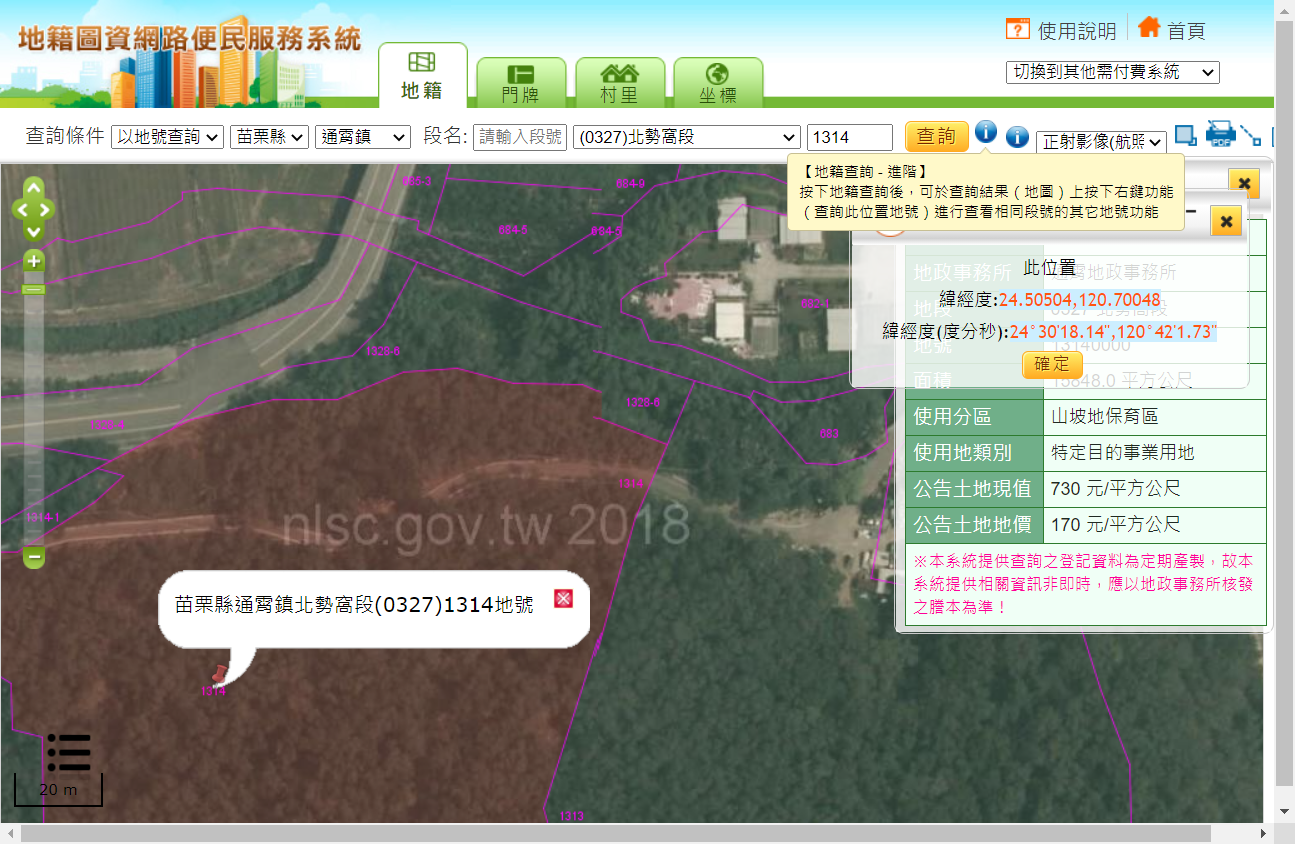 地籍圖資網路便民服務系統
使用說明
首頁
切換到其他需付費系統
地籍
門牌
村里
坐標
查詢條件 以地號查詢 苗栗縣 通霄鎮 段名: 請輸入段號 (0327)北勢窩段 1314 查詢 正射影像(航照
PDF
【地籍查詢 - 進階】
按下地籍查詢後，可於查詢結果（地圖）上按下右鍵功能
（查詢此位置地號）進行查看相同段號的其它地號功能
此位置
緯經度:24.50504,120.70048
緯經度(度分秒):24°30'18.14",120°42'1.73"
確定
地政事務所 通霄地政事務所
地段 0327 北勢窩段
地號 13140000
面積 15848.0 平方公尺
使用分區 山坡地保育區
使用地類別 特定目的事業用地
公告土地現值 730 元/平方公尺
公告土地地價 170 元/平方公尺
※本系統提供查詢之登記資料為定期產製，故本
系統提供相關資訊非即時，應以地政事務所核發
之謄本為準！
684-9
684-5
684-5
1328-6
1328-6
1328-4
683
1314
1314-1
nlsc.gov.tw 2018
苗栗縣通霄鎮北勢窩段(0327)1314地號
1314
20 m
1313